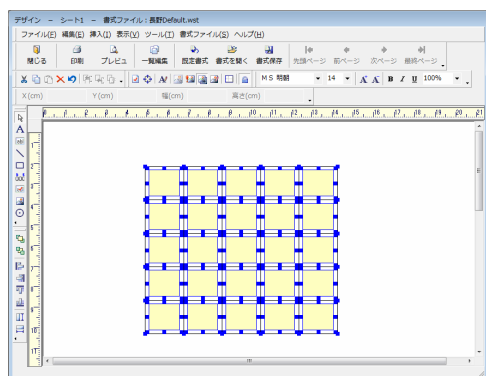 デザイン － シート1 － 書式ファイル：長野Default.wst
ファイル(F) 編集(E) 挿入(I) 表示(V) ツール(T) 書式ファイル(S) ヘルプ(H)
閉じる 印刷 プレビュー 一覧編集 既定書式 書式を開く 書式保存 先頭ページ 前ページ 次ページ 最終ページ
ＭＳ 明朝 14 A A B I U 100%
X(cm) Y(cm) 幅(cm) 高さ(cm)